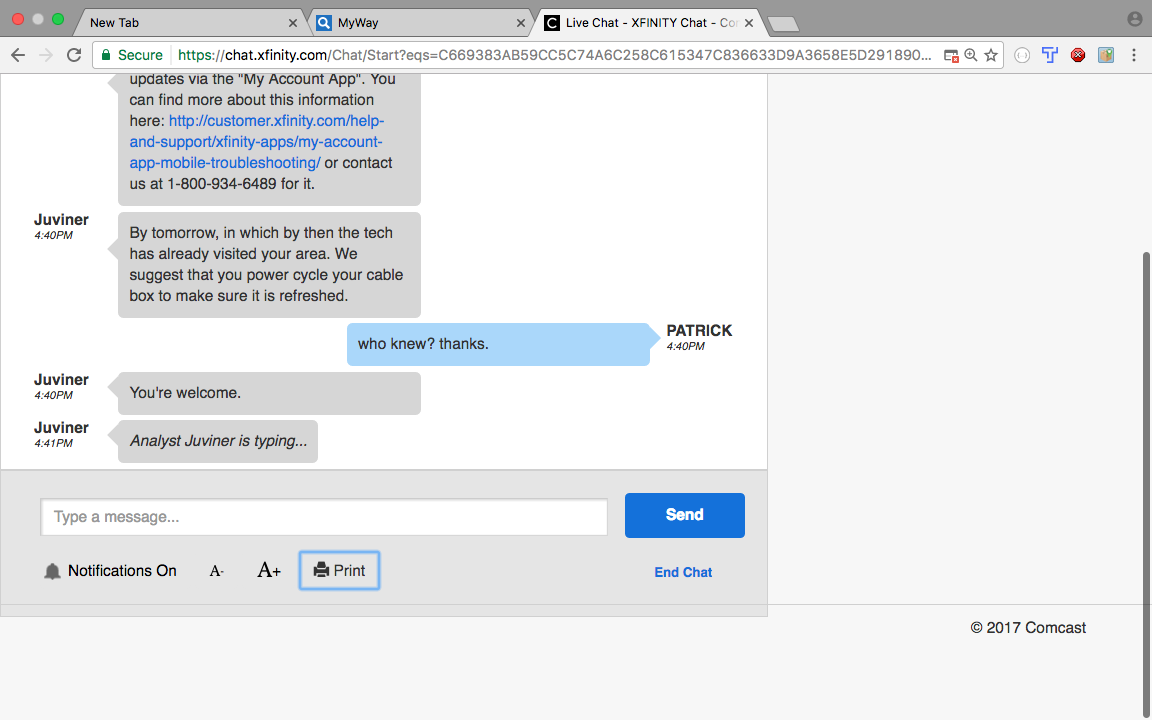 New Tab
MyWay
Live Chat - XFINITY Chat - Co
Secure
https://chat.xfinity.com/Chat/Start?eqs=C669383AB59CC5C74A6C258C615347C836633D9A3658E5D291890...
updates via the "My Account App". You
can find more about this information
here: http://customer.xfinity.com/help-
and-support/xfinity-apps/my-account-
app-mobile-troubleshooting/ or contact
us at 1-800-934-6489 for it.
Juviner
4:40PM
By tomorrow, in which by then the tech
has already visited your area. We
suggest that you power cycle your cable
box to make sure it is refreshed.
who knew? thanks.
PATRICK
4:40PM
Juviner
4:40PM
You're welcome.
Juviner
4:41PM
Analyst Juviner is typing...
Type a message...
Send
Notifications On
A-
A+
Print
End Chat
© 2017 Comcast